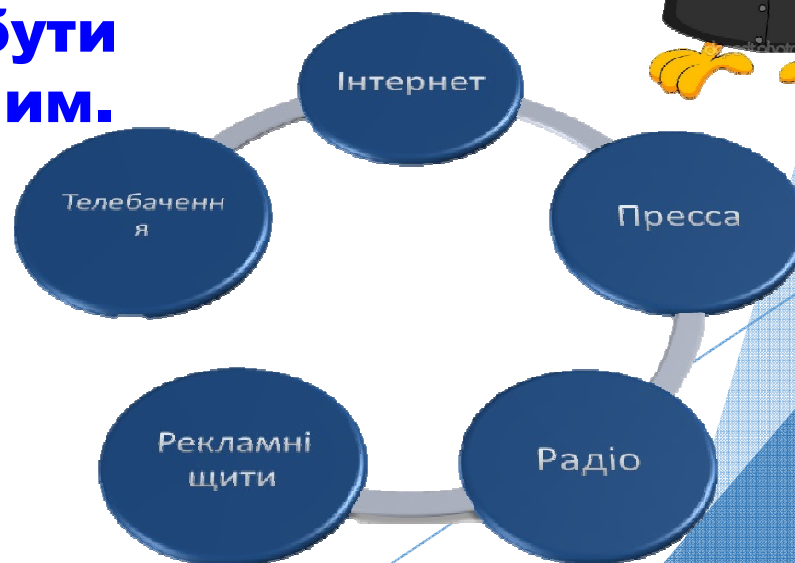 бути
им.
Інтернет
Телебаченн
я
Пресса
Рекламні
щити
Радіо